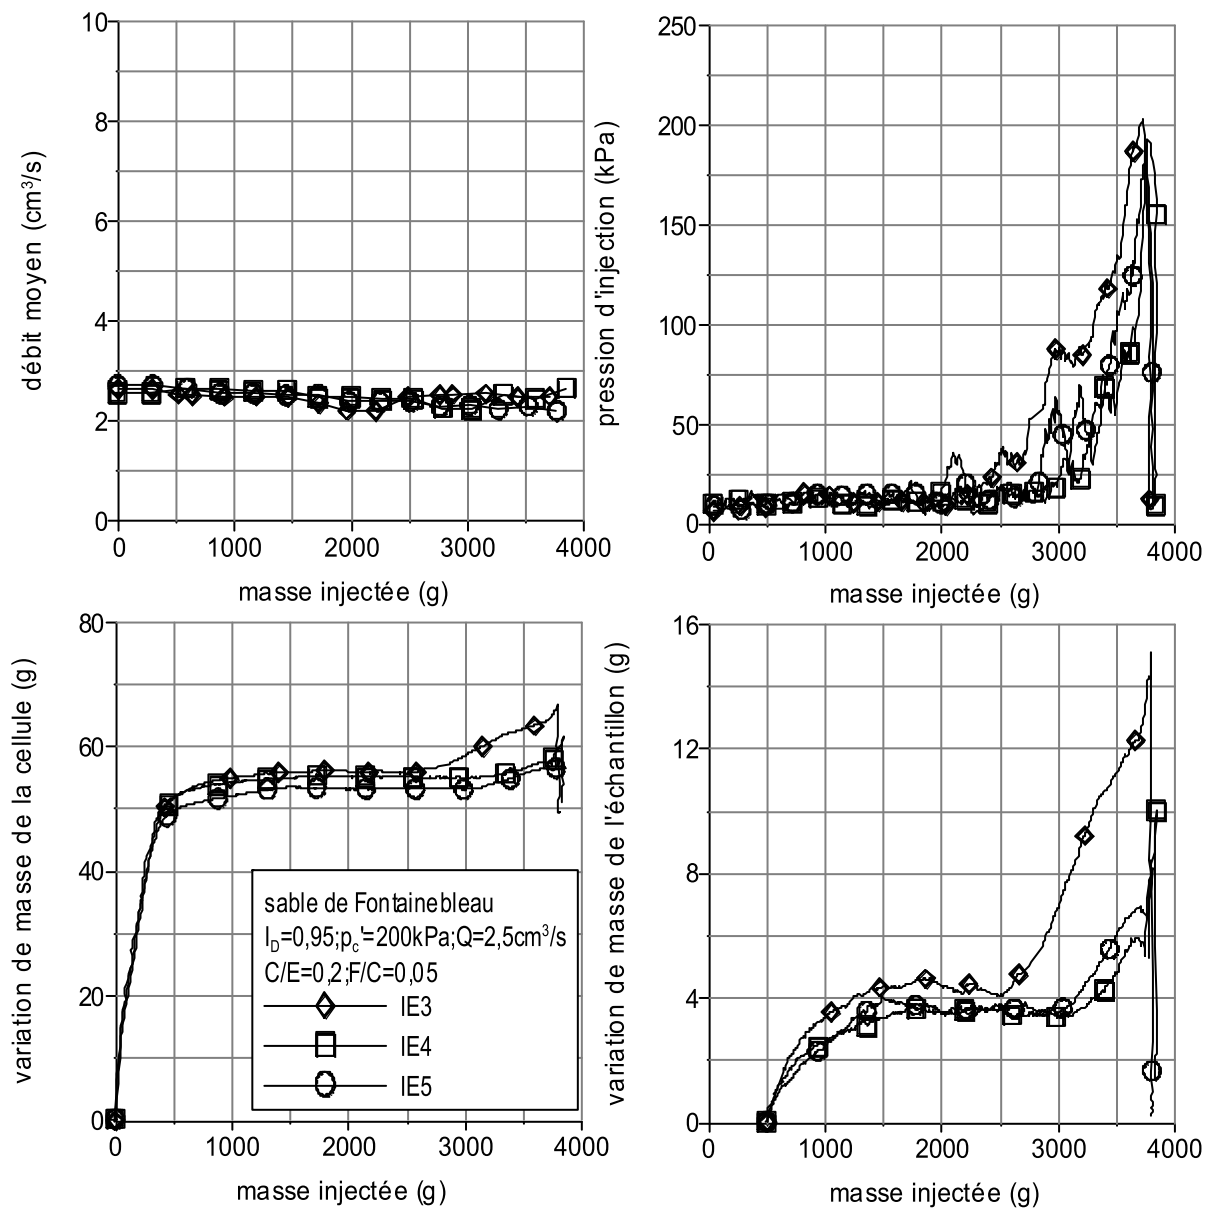 10
8
6
4
2
0
débit moyen (cm³/s)
0 1000 2000 3000 4000
masse injectée (g)
250
200
150
100
50
0
pression d'injection (kPa)
0 1000 2000 3000 4000
masse injectée (g)
80
60
40
20
0
variation de masse de la cellule (g)
sable de Fontainebleau
I_D=0,95;p_c'=200kPa;Q=2,5cm³/s
C/E=0,2;F/C=0,05
IE3
IE4
IE5
0 1000 2000 3000 4000
masse injectée (g)
16
12
8
4
0
variation de masse de l'échantillon (g)
0 1000 2000 3000 4000
masse injectée (g)